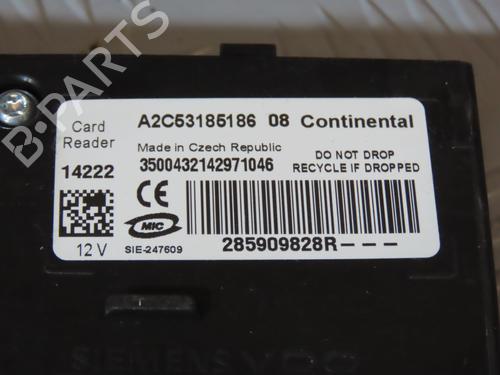 B-PARTS
Card Reader
A2C53185186 08 Continental
Made in Czech Republic
14222
3500432142971046
DO NOT DROP
RECYCLE IF DROPPED
CE
MIC
12 V
SIE-247609
285909828R---
SIEMENS VDO